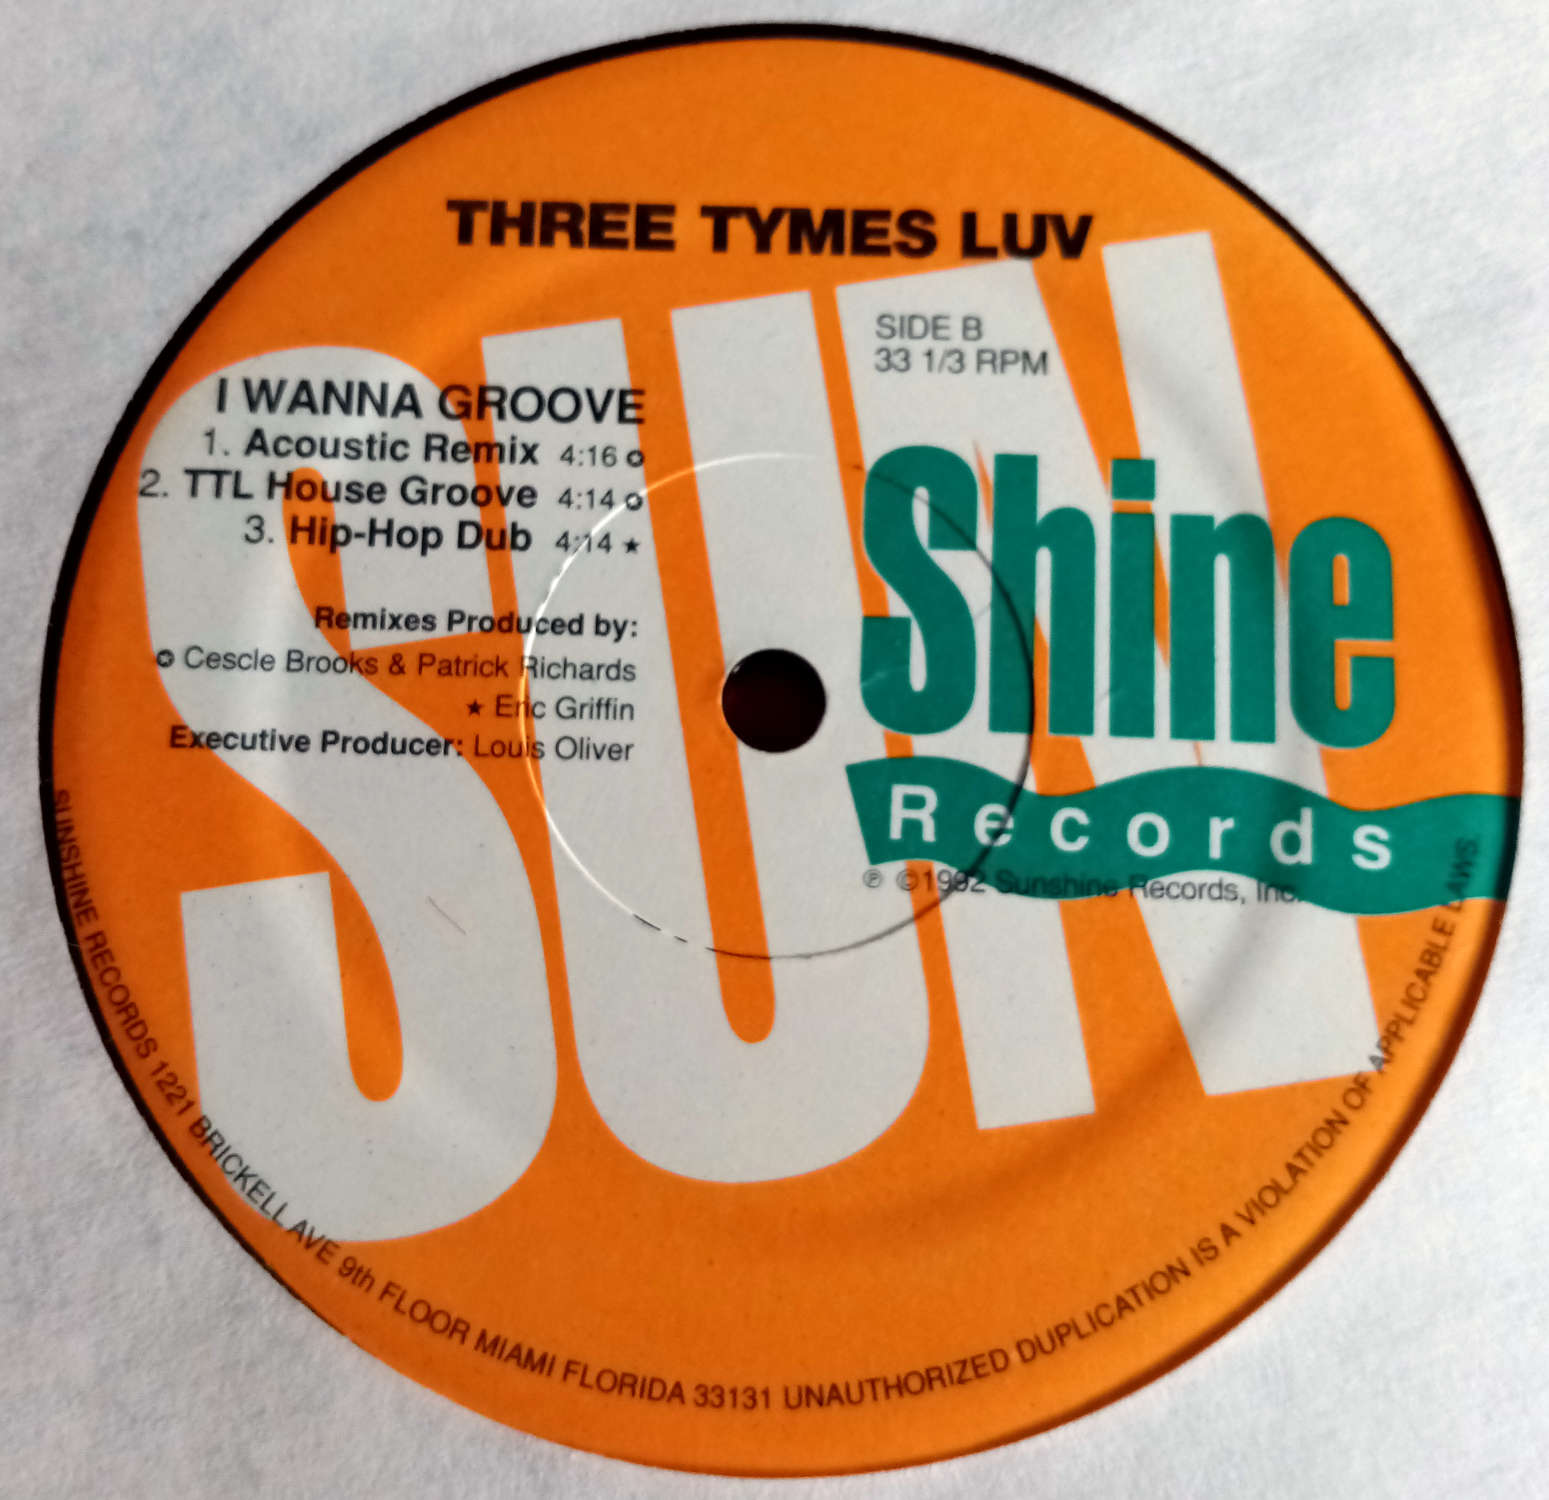 THREE TYMES LUV
SUN
SIDE B
33 1/3 RPM
I WANNA GROOVE
1. Acoustic Remix 4:16 ✪
2. TTL House Groove 4:14 ✪
3. Hip-Hop Dub 4:14 ★
Remixes Produced by:
✪ Cescle Brooks & Patrick Richards
★ Eric Griffin
Executive Producer: Louis Oliver
Shine
Records
℗ ©1992 Sunshine Records, Inc.
SUNSHINE RECORDS 1221 BRICKELL AVE 9th FLOOR MIAMI FLORIDA 33131 UNAUTHORIZED DUPLICATION IS A VIOLATION OF APPLICABLE LAWS.